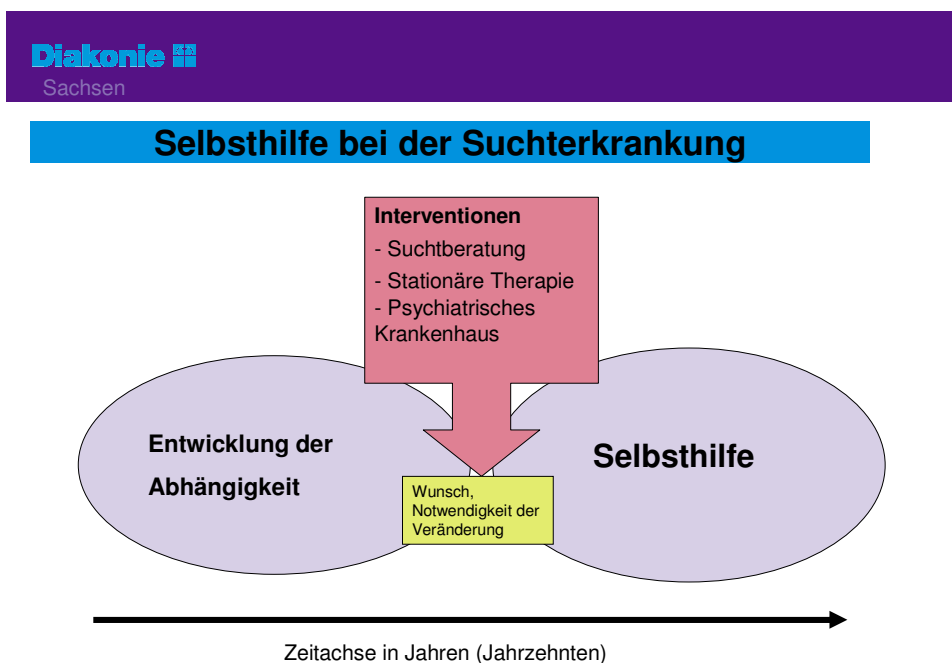 Diakonie
Sachsen
Selbsthilfe bei der Suchterkrankung
Interventionen
- Suchtberatung
- Stationäre Therapie
- Psychiatrisches
Krankenhaus
Entwicklung der
Abhängigkeit
Selbsthilfe
Wunsch,
Notwendigkeit der
Veränderung
Zeitachse in Jahren (Jahrzehnten)